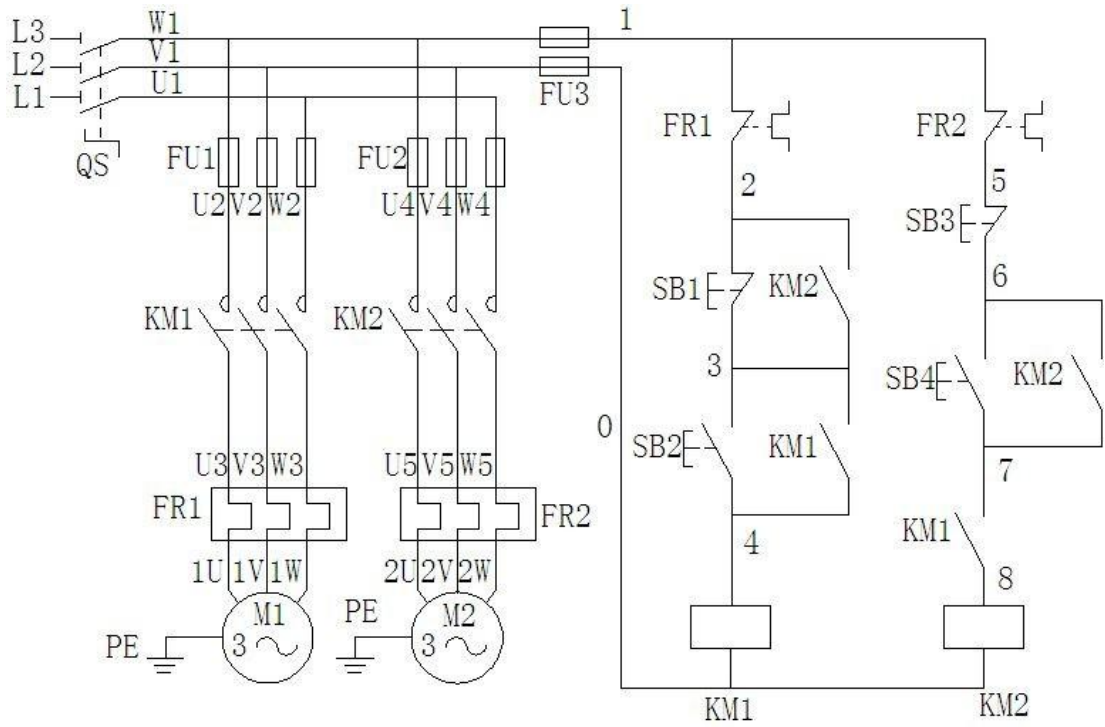 L3 W1 1
L2 V1
L1 U1
FU3
QS
FU1 FU2 FR1 FR2
U2 V2 W2 U4 V4 W4 2 5
SB3
SB1 KM2 6
KM1 KM2
3 SB4 KM2
0
SB2 KM1
U3 V3 W3 U5 V5 W5 7
FR1 FR2
4 KM1
1U 1V 1W 2U 2V 2W 8
PE M1 PE M2
3 3
KM1 KM2